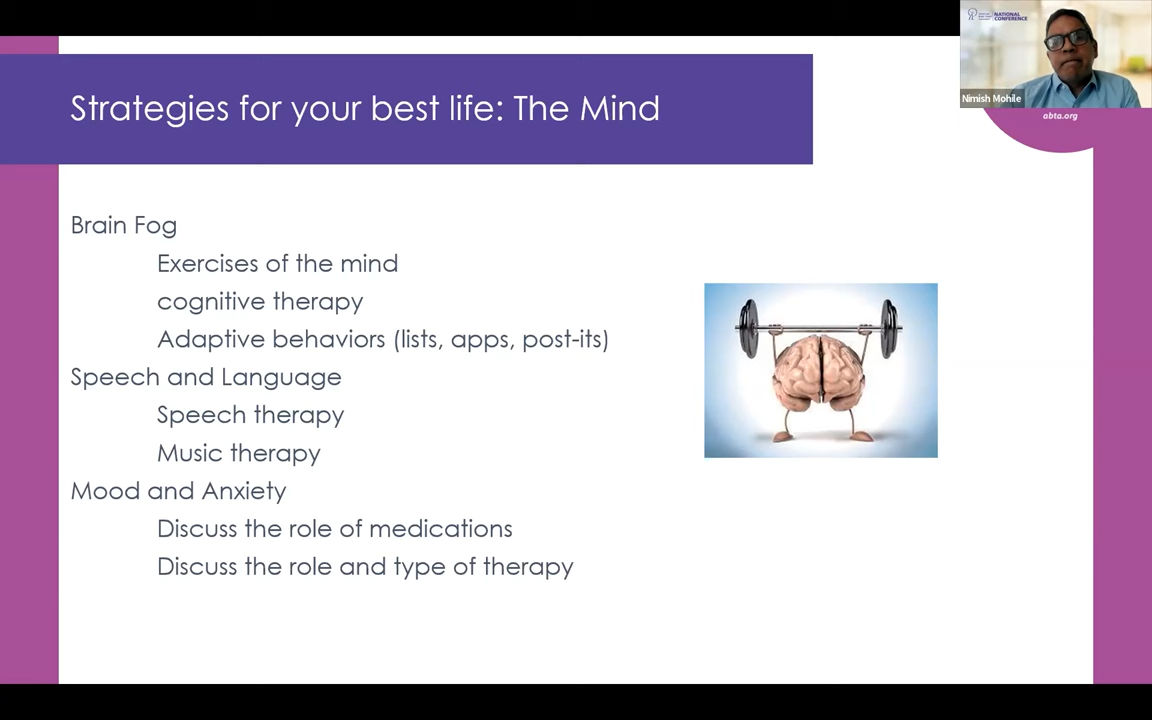 NATIONAL
CONFERENCE
Nimish Mohile
abta.org
Strategies for your best life: The Mind
Brain Fog
Exercises of the mind
cognitive therapy
Adaptive behaviors (lists, apps, post-its)
Speech and Language
Speech therapy
Music therapy
Mood and Anxiety
Discuss the role of medications
Discuss the role and type of therapy